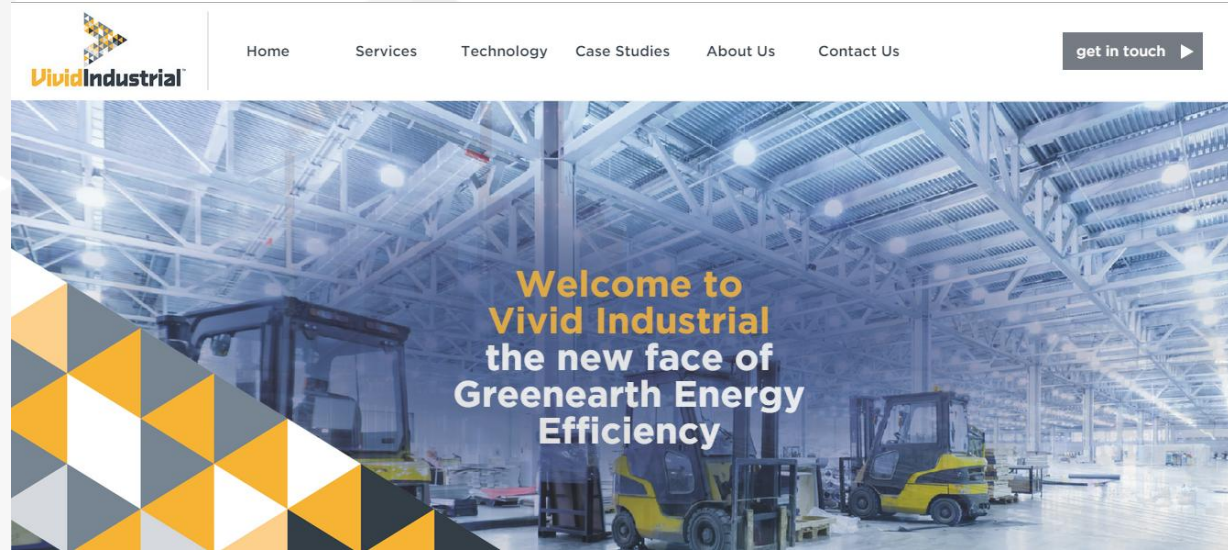 VividIndustrial™
Home Services Technology Case Studies About Us Contact Us
get in touch
Welcome to
Vivid Industrial
the new face of
Greenearth Energy
Efficiency